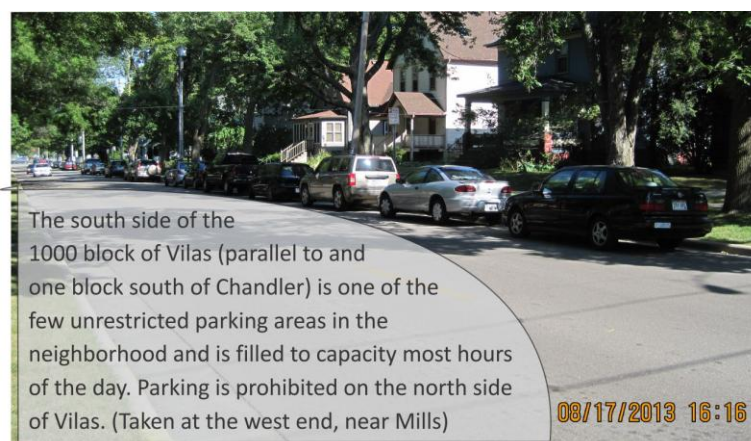 The south side of the
1000 block of Vilas (parallel to and
one block south of Chandler) is one of the
few unrestricted parking areas in the
neighborhood and is filled to capacity most hours
of the day. Parking is prohibited on the north side
of Vilas. (Taken at the west end, near Mills)
08/17/2013 16:16